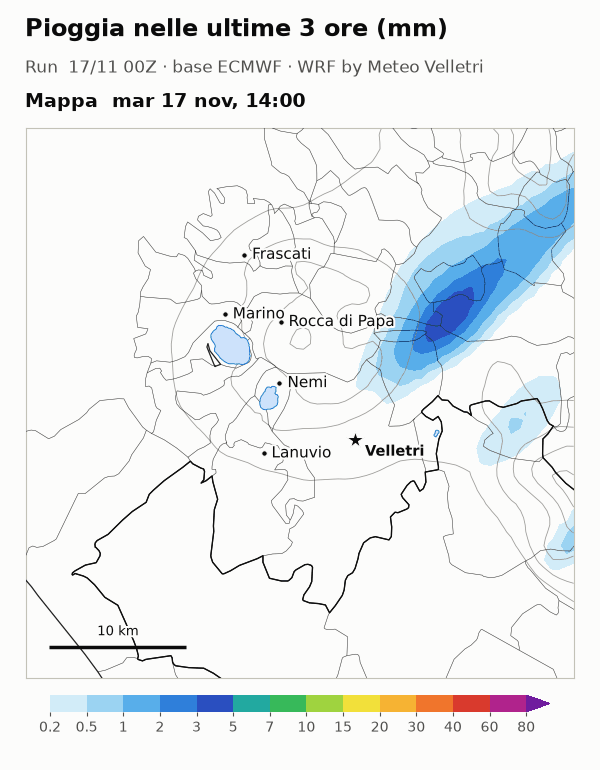 Pioggia nelle ultime 3 ore (mm)
Run  17/11 00Z · base ECMWF · WRF by Meteo Velletri
Mappa  mar 17 nov, 14:00
Frascati
Marino
Rocca di Papa
Nemi
Velletri
Lanuvio
10 km
0.2 0.5 1 2 3 5 7 10 15 20 30 40 60 80